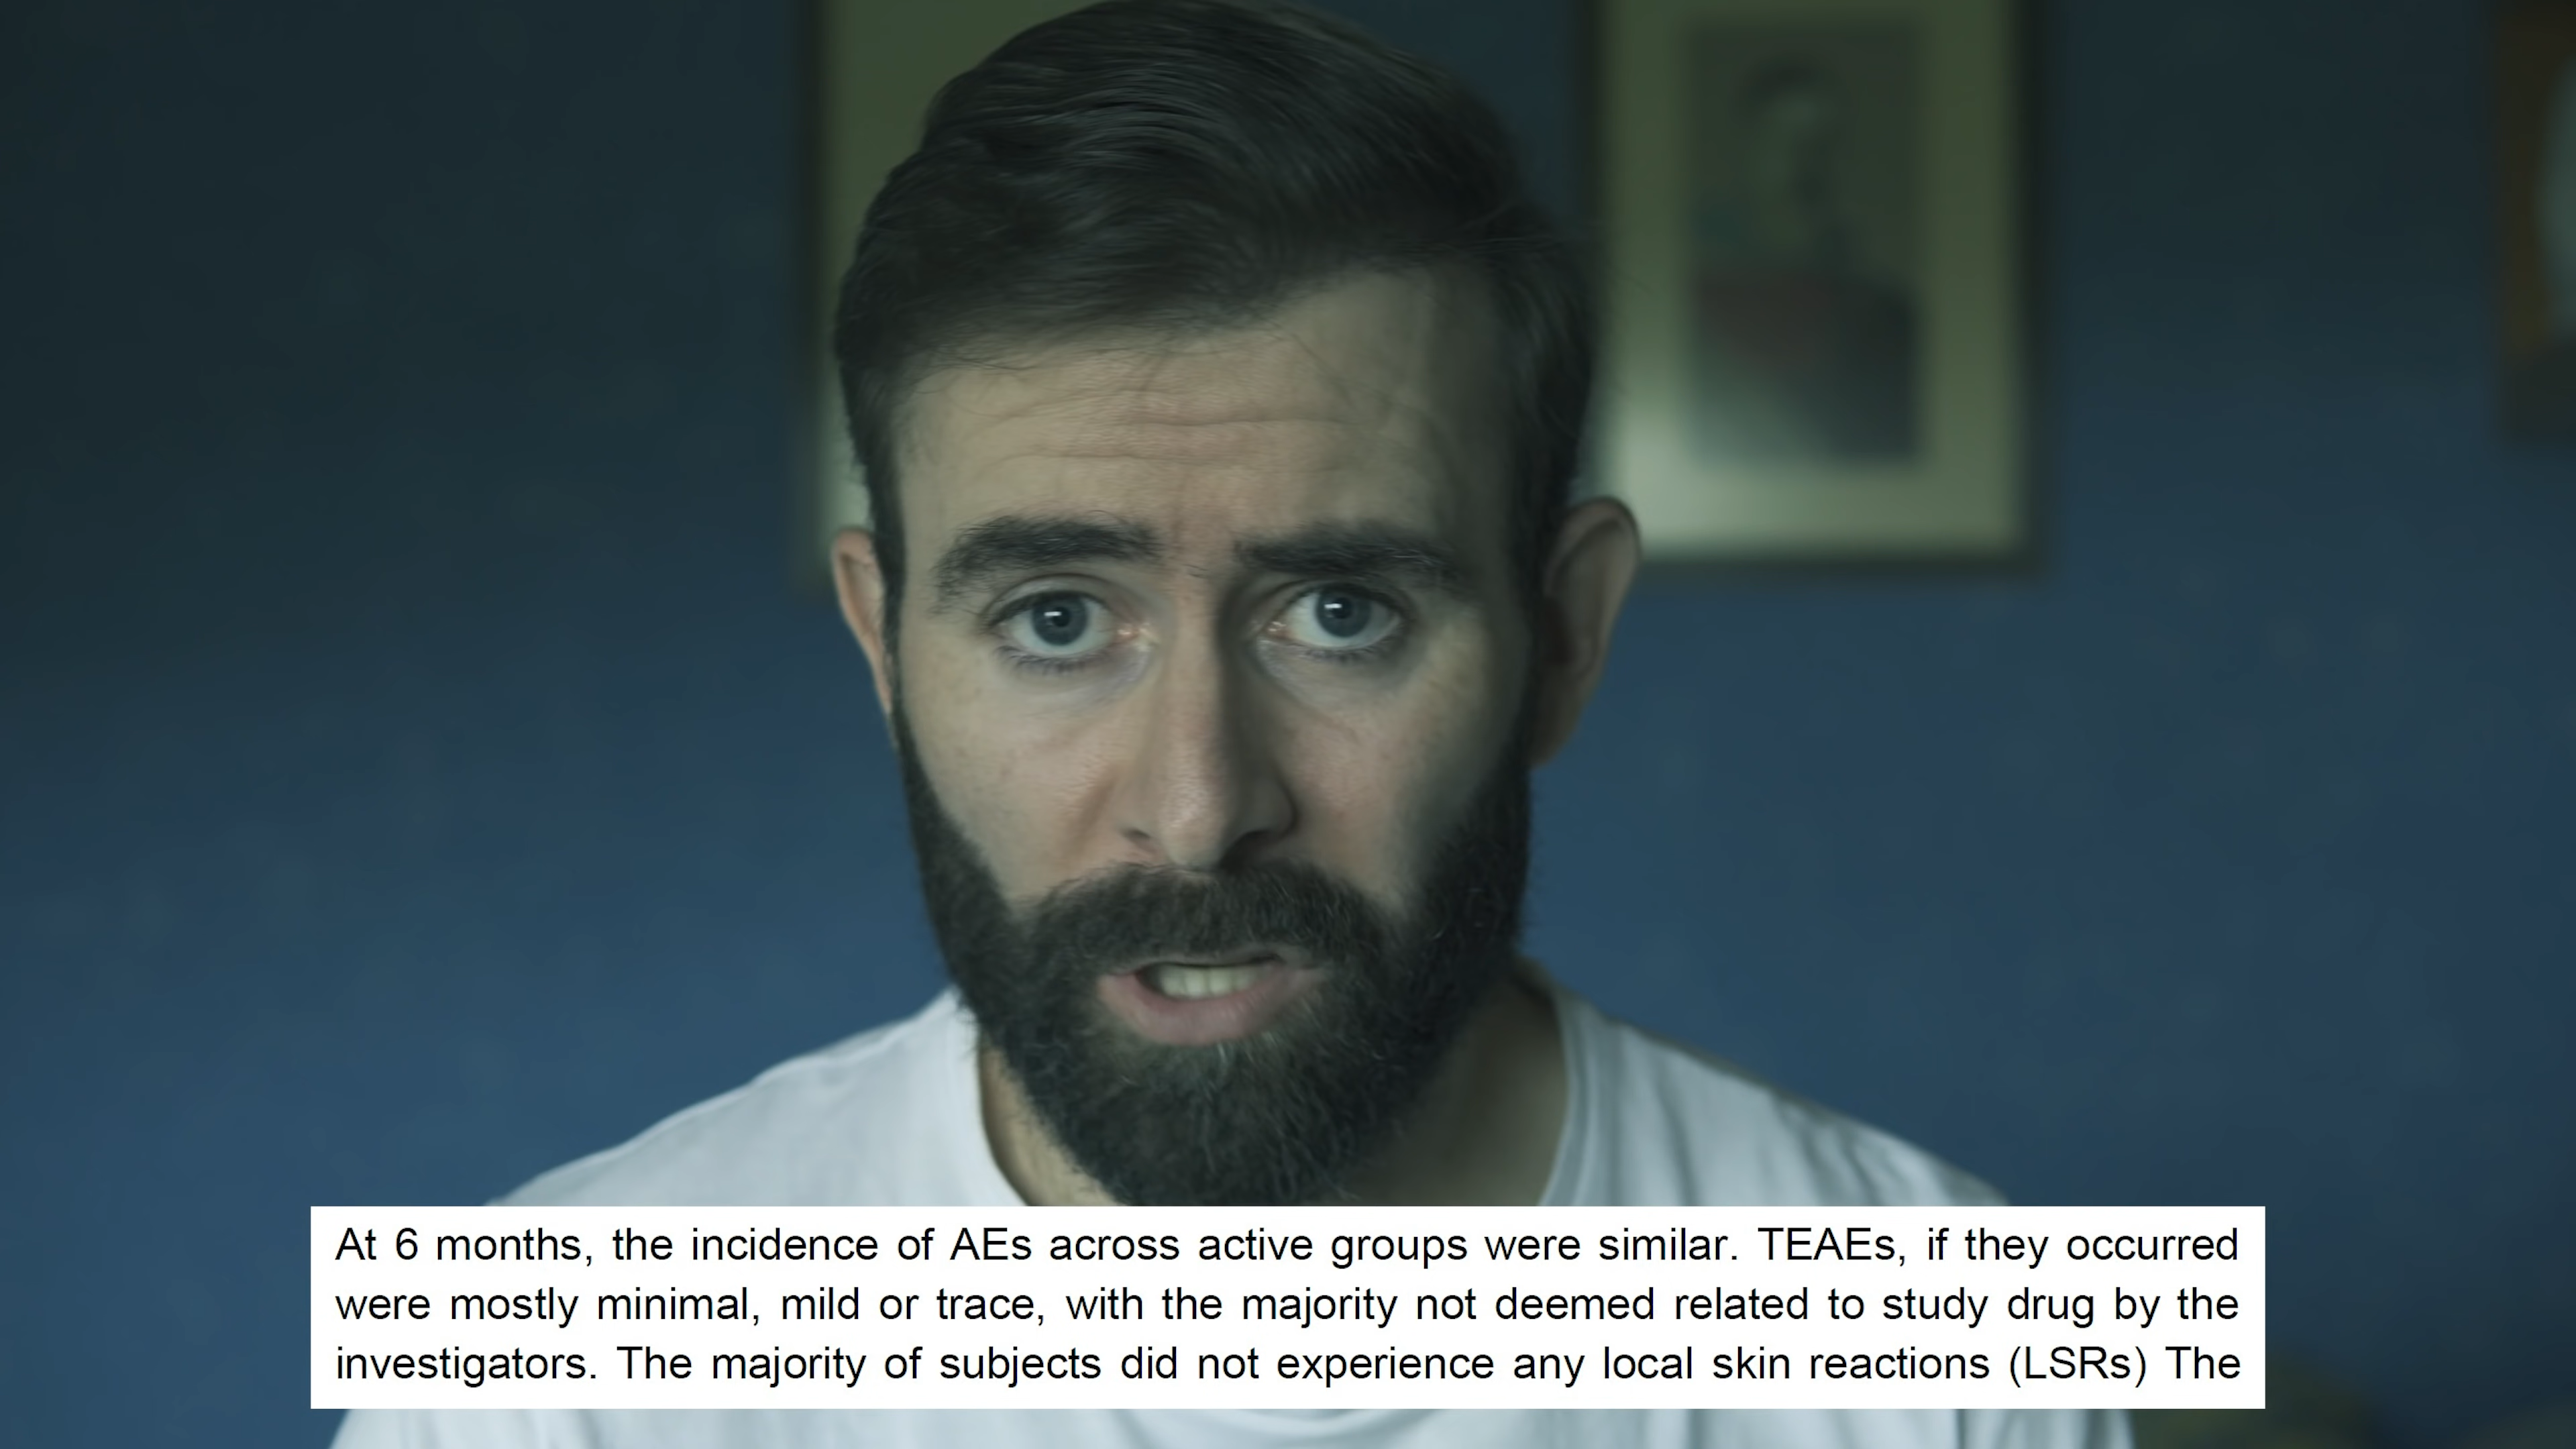 At 6 months, the incidence of AEs across active groups were similar. TEAEs, if they occurred
were mostly minimal, mild or trace, with the majority not deemed related to study drug by the
investigators. The majority of subjects did not experience any local skin reactions (LSRs) The